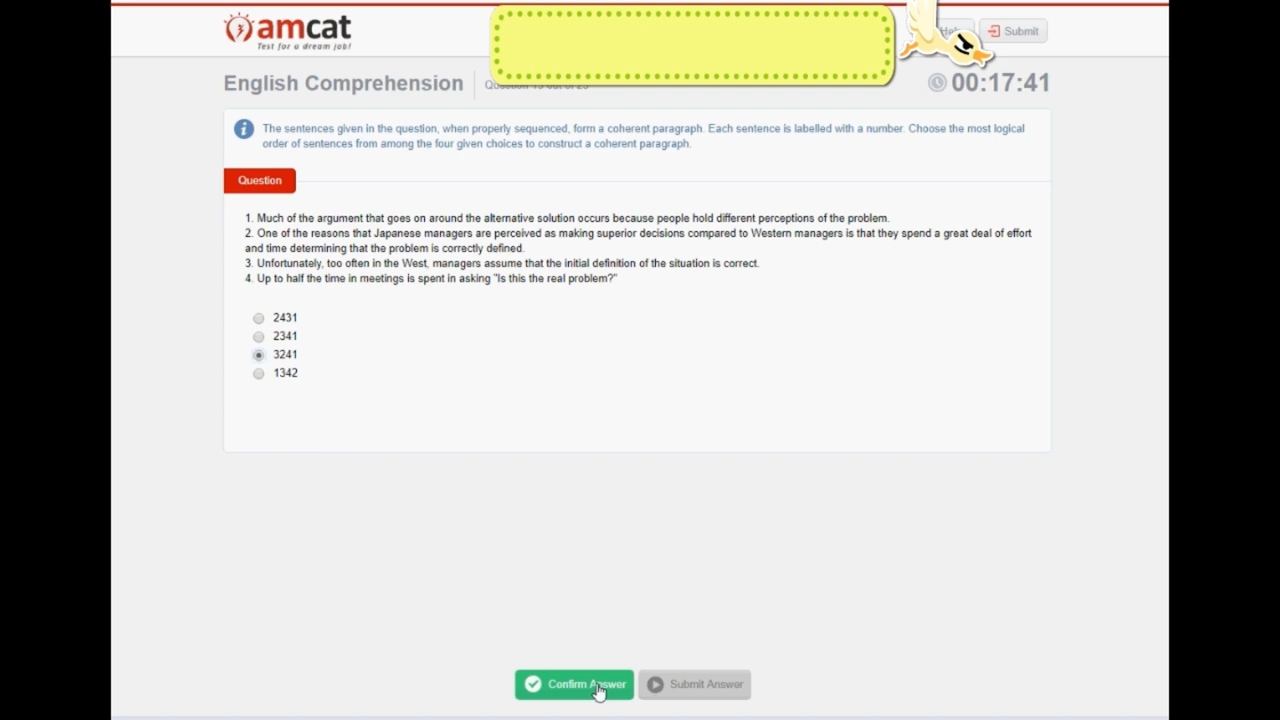 amcat
Test for a dream job!
Submit
English Comprehension
00:17:41
The sentences given in the question, when properly sequenced, form a coherent paragraph. Each sentence is labelled with a number. Choose the most logical
order of sentences from among the four given choices to construct a coherent paragraph.
Question
1. Much of the argument that goes on around the alternative solution occurs because people hold different perceptions of the problem.
2. One of the reasons that Japanese managers are perceived as making superior decisions compared to Western managers is that they spend a great deal of effort
and time determining that the problem is correctly defined.
3. Unfortunately, too often in the West, managers assume that the initial definition of the situation is correct.
4. Up to half the time in meetings is spent in asking "Is this the real problem?"
2431
2341
3241
1342
Confirm Answer
Submit Answer